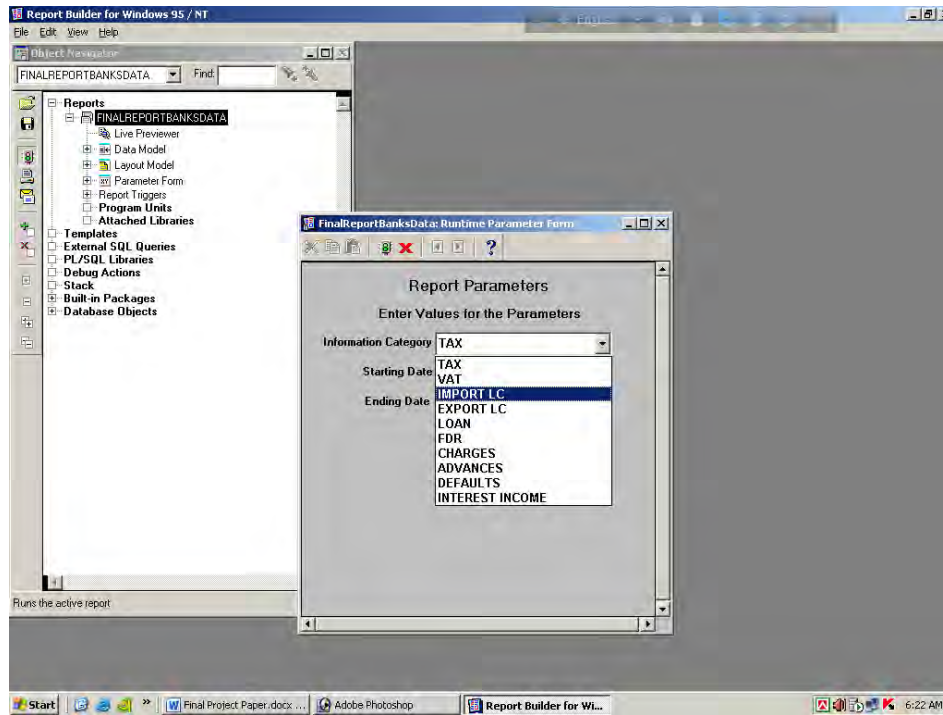 Report Builder for Windows 95 / NT
File Edit View Help
Object Navigator
FINALREPORTBANKSDATA Find:
Reports
FINALREPORTBANKSDATA
Live Previewer
Data Model
Layout Model
Parameter Form
Report Triggers
Program Units
Attached Libraries
Templates
External SQL Queries
PL/SQL Libraries
Debug Actions
Stack
Built-in Packages
Database Objects
FinalReportBanksData: Runtime Parameter Form
Report Parameters
Enter Values for the Parameters
Information Category TAX
Starting Date
Ending Date
TAX
VAT
IMPORT LC
EXPORT LC
LOAN
FDR
CHARGES
ADVANCES
DEFAULTS
INTEREST INCOME
Runs the active report
Start » W Final Project Paper.docx ... Adobe Photoshop Report Builder for Wi... 6:22 AM